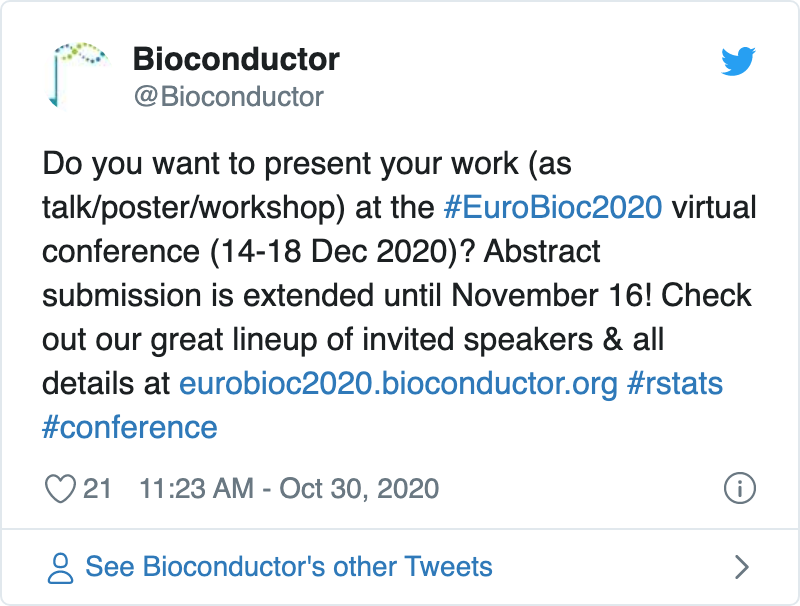 Bioconductor
@Bioconductor
Do you want to present your work (as
talk/poster/workshop) at the #EuroBioc2020 virtual
conference (14-18 Dec 2020)? Abstract
submission is extended until November 16! Check
out our great lineup of invited speakers & all
details at eurobioc2020.bioconductor.org #rstats
#conference
21 11:23 AM - Oct 30, 2020
See Bioconductor's other Tweets